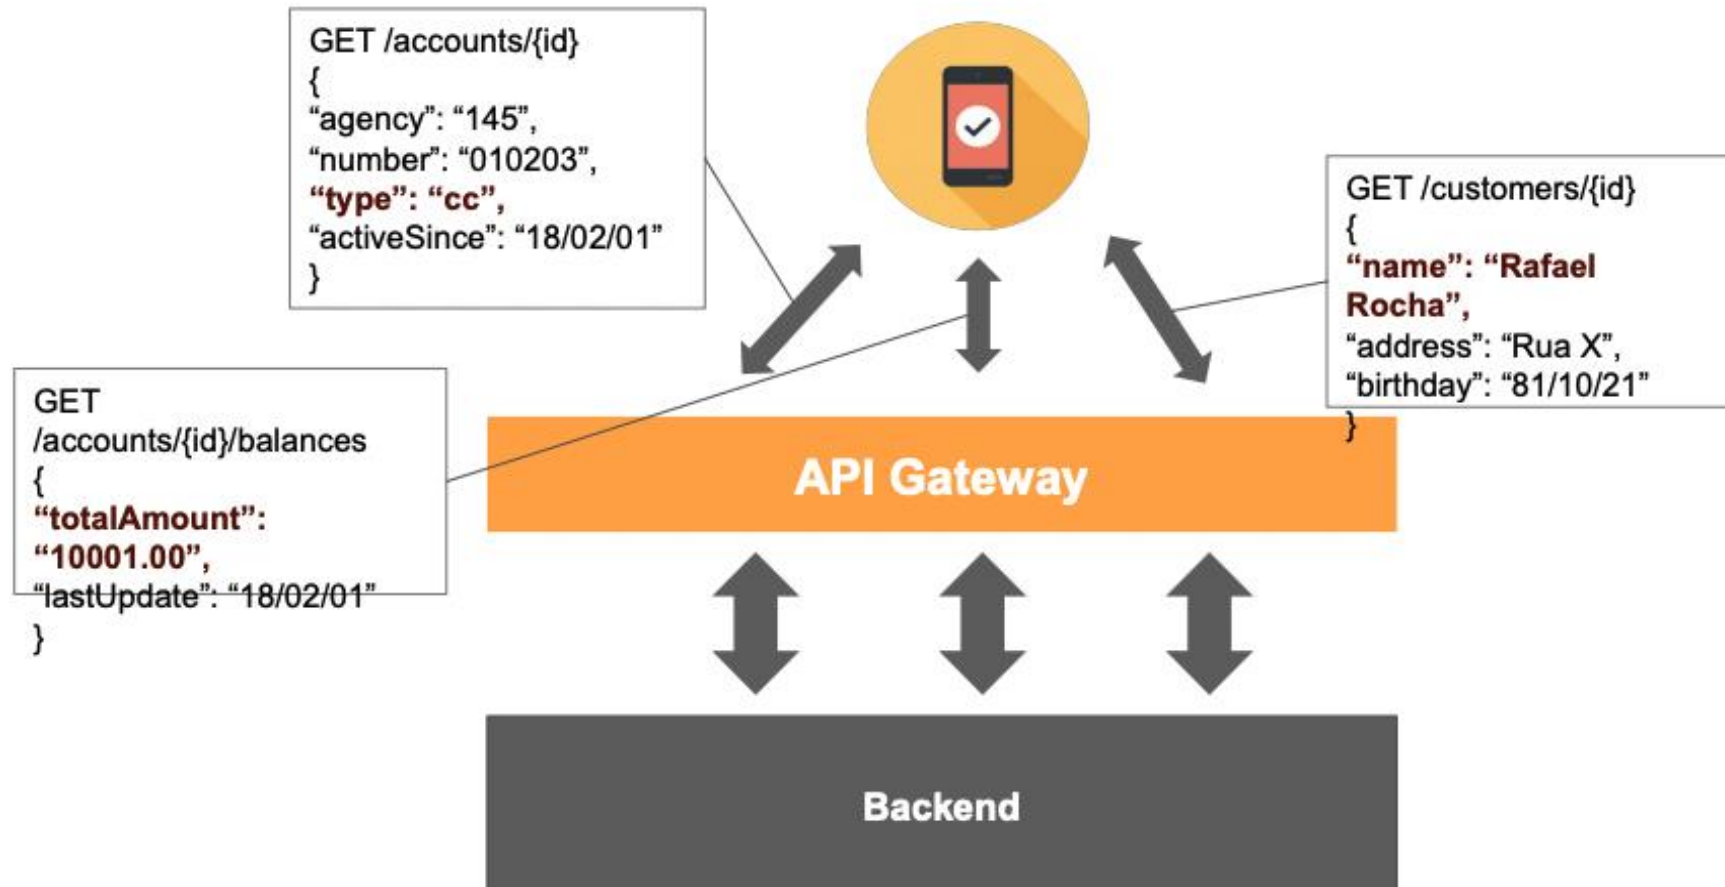 GET /accounts/{id}
{
“agency”: “145”,
“number”: “010203”,
“type”: “cc”,
“activeSince”: “18/02/01”
}
GET /customers/{id}
{
“name”: “Rafael
Rocha”,
“address”: “Rua X”,
“birthday”: “81/10/21”
}
GET
/accounts/{id}/balances
{
“totalAmount”:
“10001.00”,
“lastUpdate”: “18/02/01”
}
API Gateway
Backend